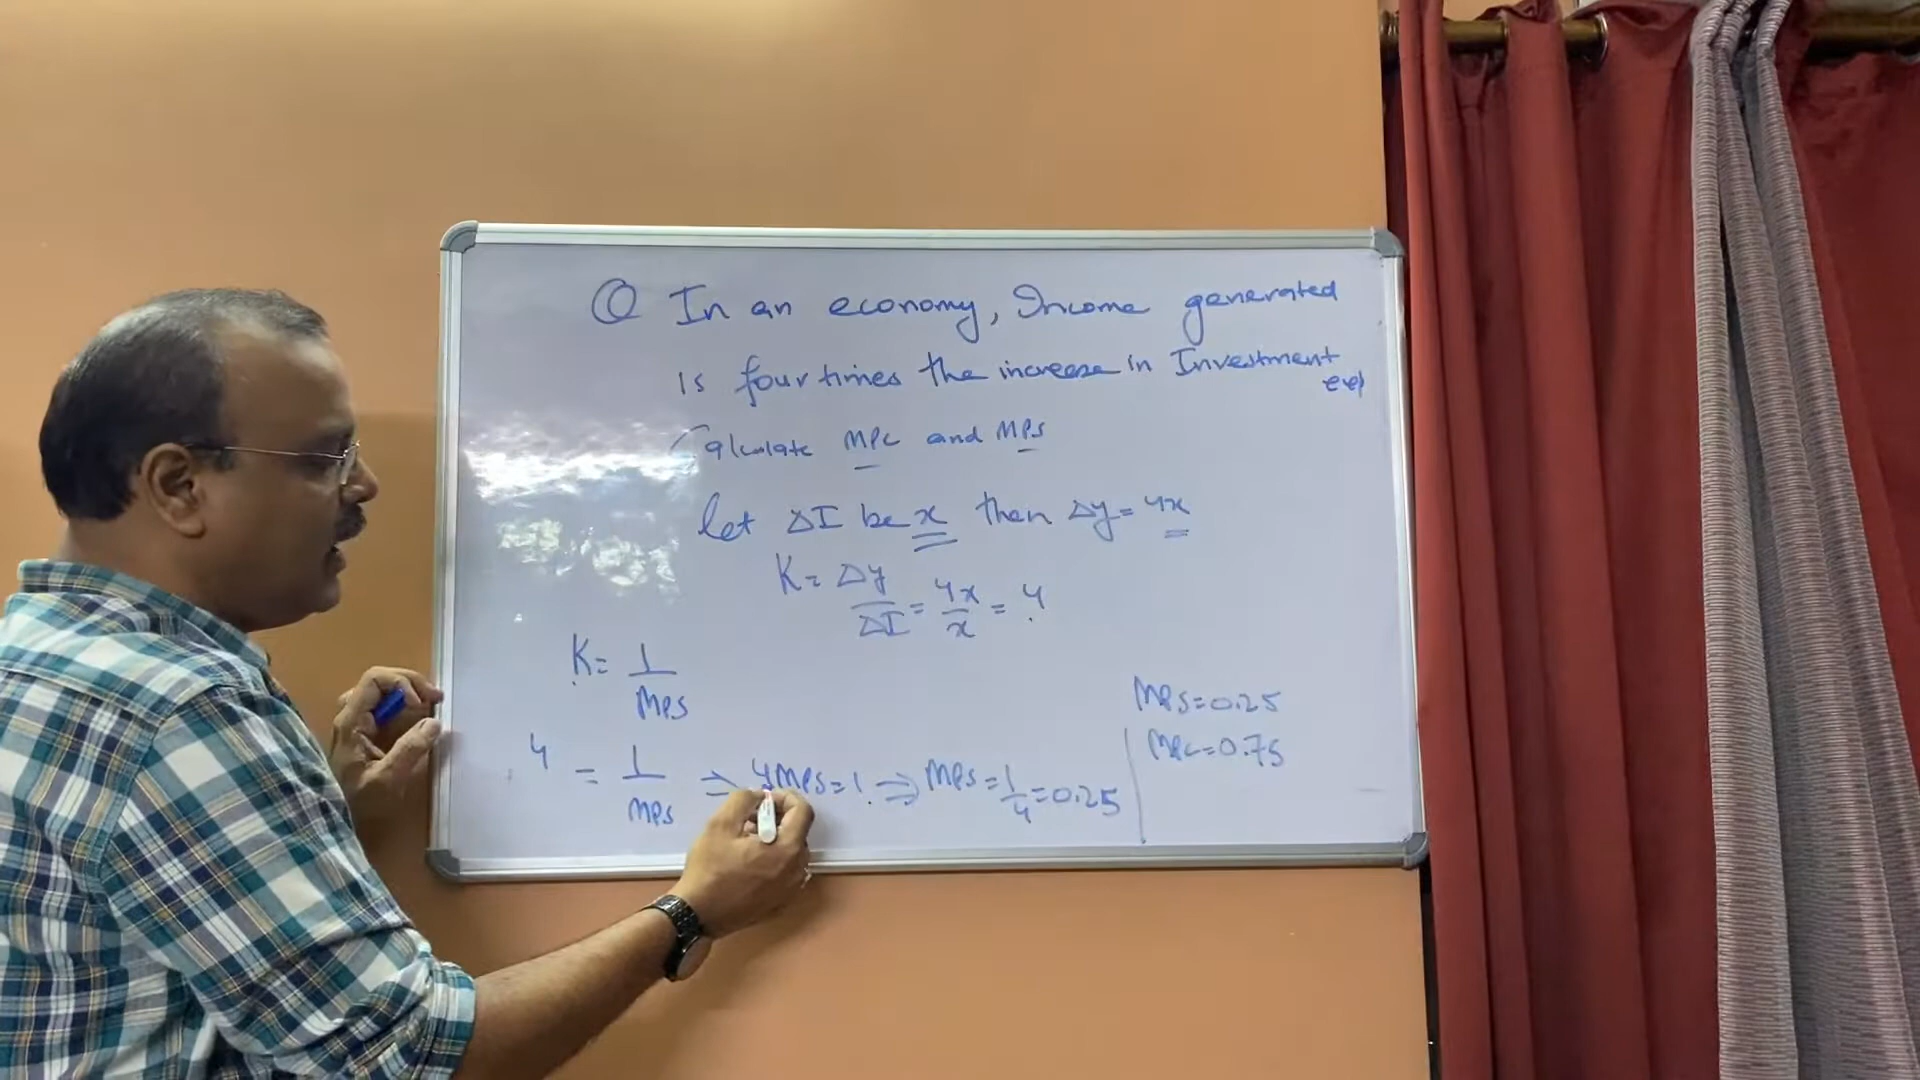 Q In an economy, Income generated
is four times the increase in Investment
exp
Calculate MPC and MPS
let ΔI be x then Δy = 4x
K = Δy/ΔI = 4x/x = 4
K = 1/MPS
4 = 1/MPS ⇒ 4MPS = 1 ⇒ MPS = 1/4 = 0.25
MPS = 0.25
MPC = 0.75